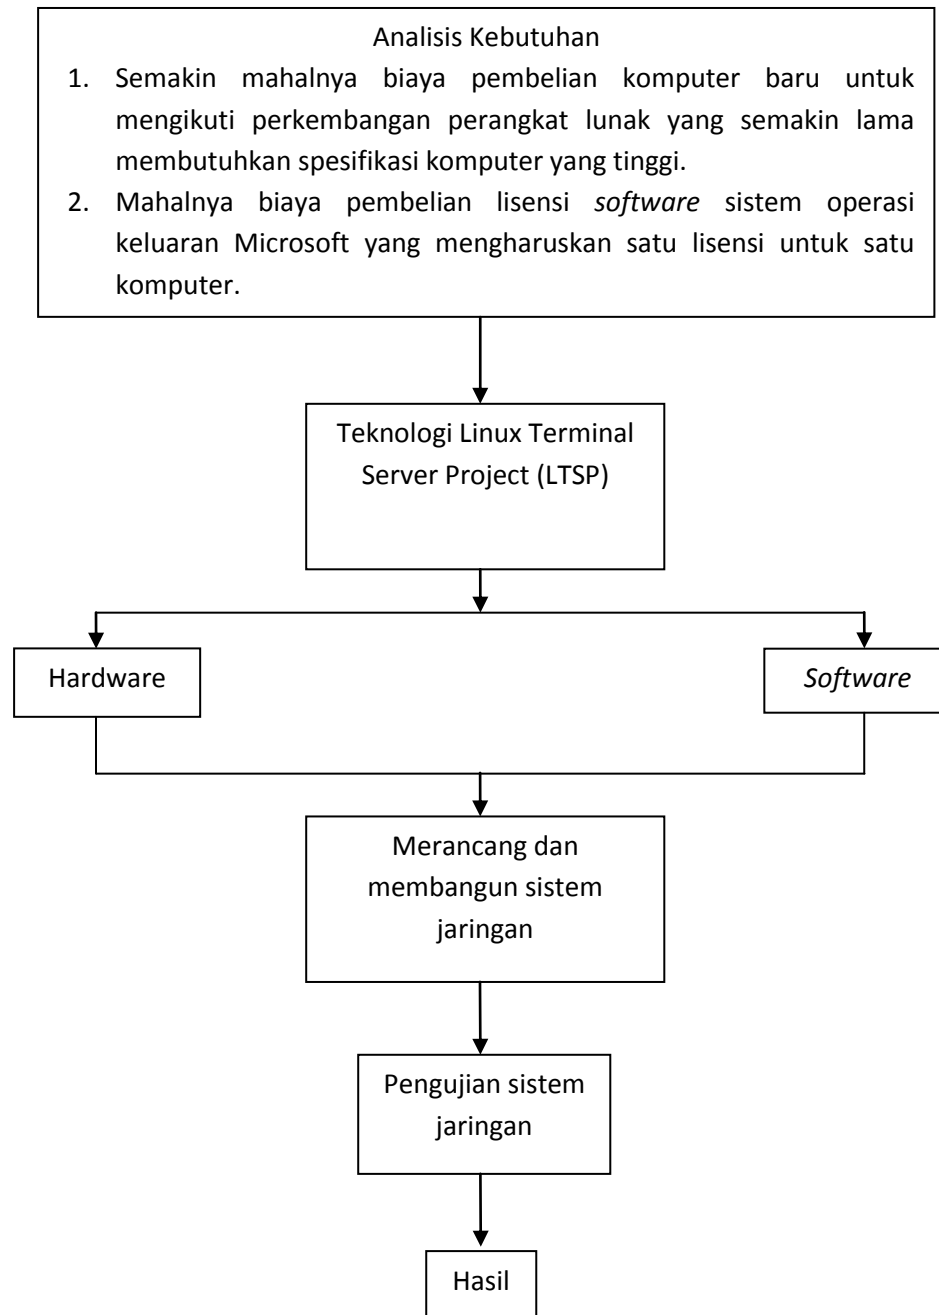 Analisis Kebutuhan
1. Semakin mahalnya biaya pembelian komputer baru untuk
mengikuti perkembangan perangkat lunak yang semakin lama
membutuhkan spesifikasi komputer yang tinggi.
2. Mahalnya biaya pembelian lisensi software sistem operasi
keluaran Microsoft yang mengharuskan satu lisensi untuk satu
komputer.
Teknologi Linux Terminal
Server Project (LTSP)
Hardware
Software
Merancang dan
membangun sistem
jaringan
Pengujian sistem
jaringan
Hasil